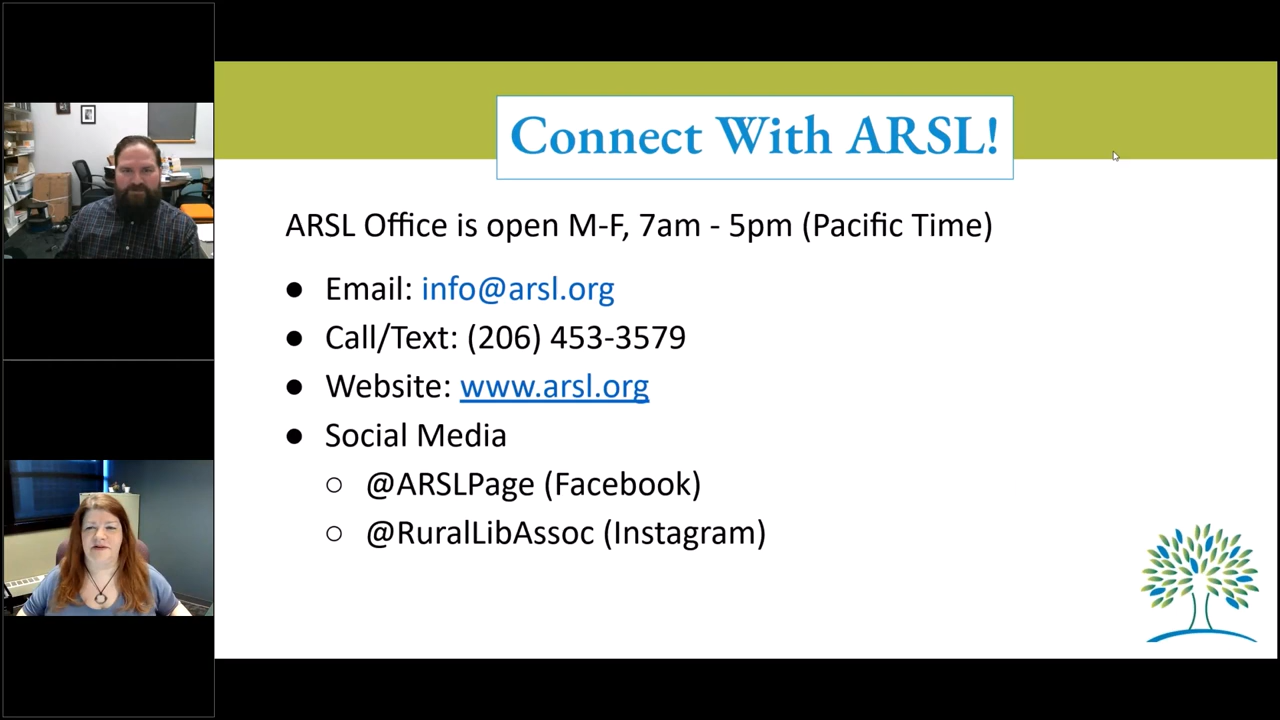 Connect With ARSL!
ARSL Office is open M-F, 7am - 5pm (Pacific Time)
● Email: info@arsl.org
● Call/Text: (206) 453-3579
● Website: www.arsl.org
● Social Media
○ @ARSLPage (Facebook)
○ @RuralLibAssoc (Instagram)